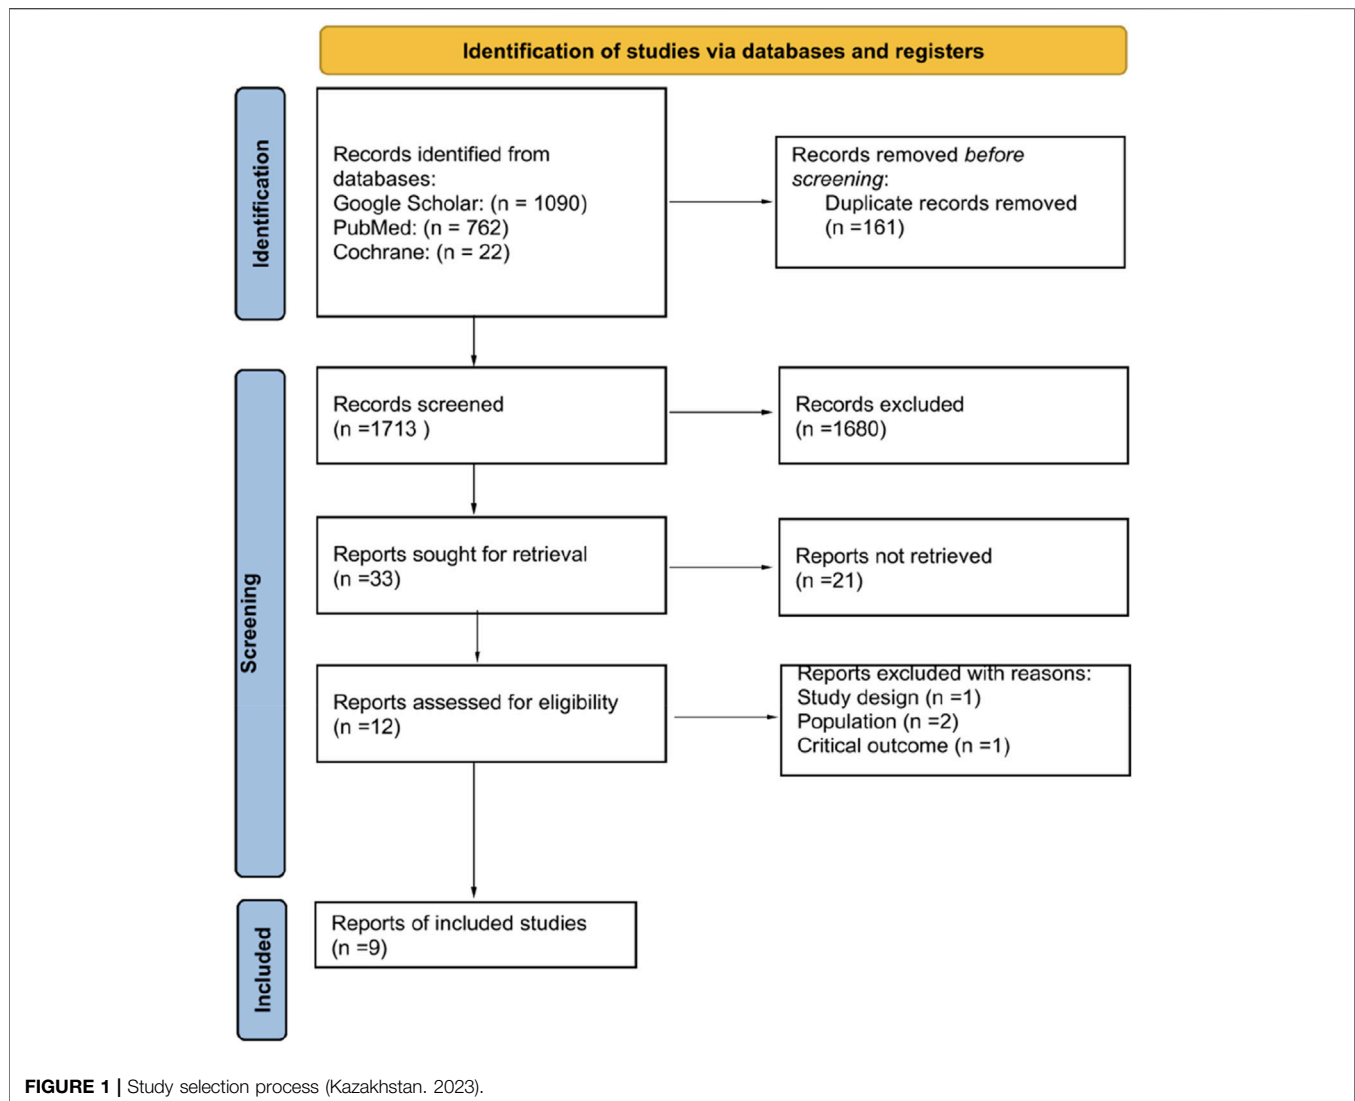 Identification of studies via databases and registers
Identification
Records identified from
databases:
Google Scholar: (n = 1090)
PubMed: (n = 762)
Cochrane: (n = 22)
Records removed before
screening:
Duplicate records removed
(n =161)
Screening
Records screened
(n =1713 )
Records excluded
(n =1680)
Reports sought for retrieval
(n =33)
Reports not retrieved
(n =21)
Reports assessed for eligibility
(n =12)
Reports excluded with reasons:
Study design (n =1)
Population (n =2)
Critical outcome (n =1)
Included
Reports of included studies
(n =9)
FIGURE 1 | Study selection process (Kazakhstan. 2023).